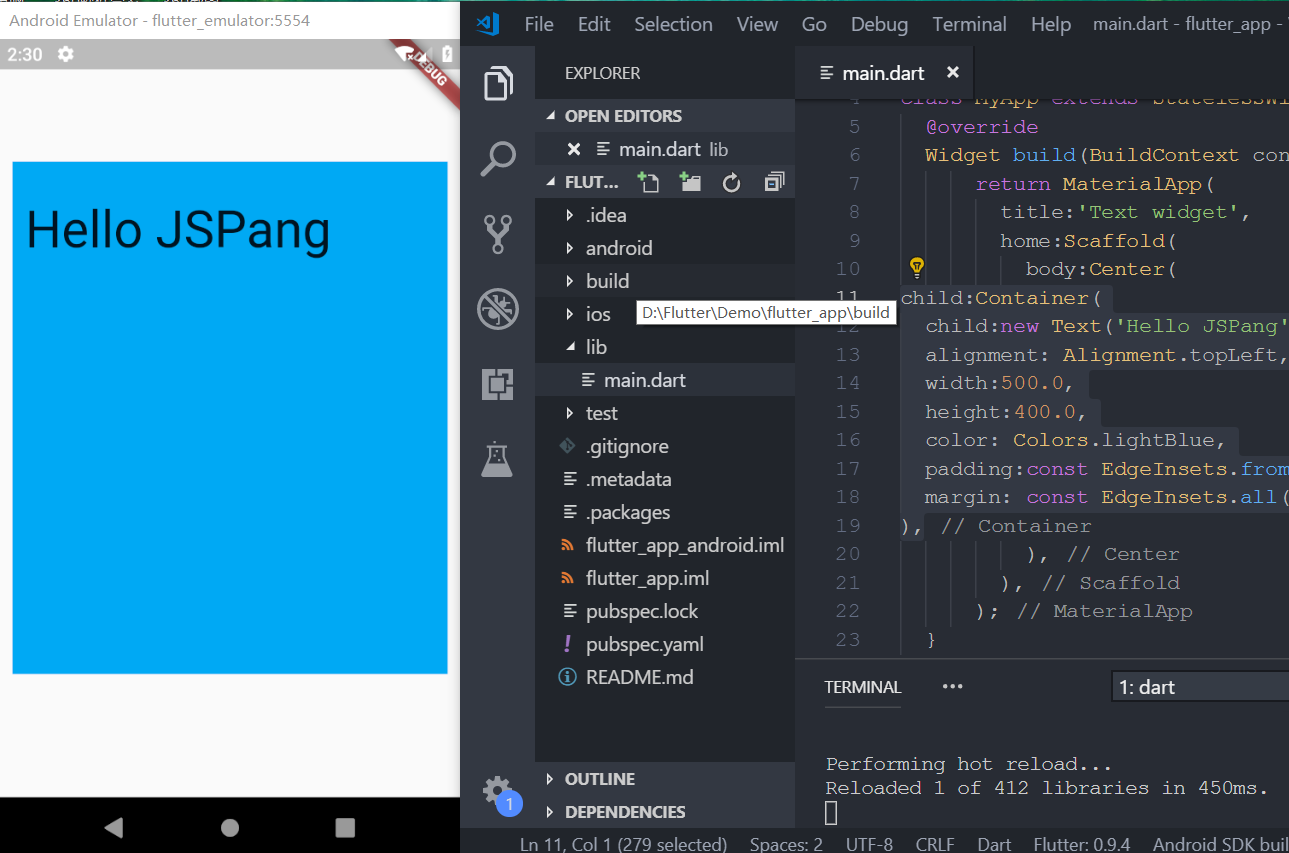 Android Emulator - flutter_emulator:5554
2:30
DEBUG
Hello JSPang
File Edit Selection View Go Debug Terminal Help main.dart - flutter_app -
EXPLORER
OPEN EDITORS
main.dart lib
FLUT...
.idea
android
build
ios
D:\Flutter\Demo\flutter_app\build
lib
main.dart
test
.gitignore
.metadata
.packages
flutter_app_android.iml
flutter_app.iml
pubspec.lock
pubspec.yaml
README.md
OUTLINE
DEPENDENCIES
1
main.dart
4 class MyApp extends StatelessWi
5 @override
6 Widget build(BuildContext con
7 return MaterialApp(
8 title:'Text widget',
9 home:Scaffold(
10 body:Center(
11 child:Container(
12 child:new Text('Hello JSPang'
13 alignment: Alignment.topLeft,
14 width:500.0,
15 height:400.0,
16 color: Colors.lightBlue,
17 padding:const EdgeInsets.from
18 margin: const EdgeInsets.all(
19 ), // Container
20 ), // Center
21 ), // Scaffold
22 ); // MaterialApp
23 }
TERMINAL ••• 1: dart
Performing hot reload...
Reloaded 1 of 412 libraries in 450ms.
Ln 11, Col 1 (279 selected) Spaces: 2 UTF-8 CRLF Dart Flutter: 0.9.4 Android SDK buil